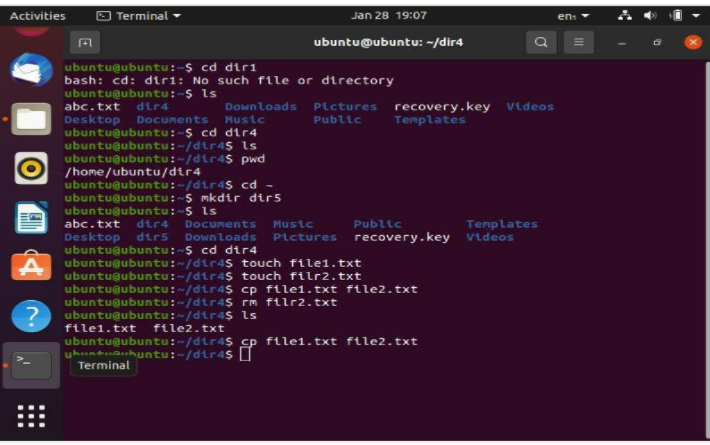 Activities Terminal Jan 28 19:07 en₁
ubuntu@ubuntu: ~/dir4
ubuntu@ubuntu:~$ cd dir1
bash: cd: dir1: No such file or directory
ubuntu@ubuntu:~$ ls
abc.txt dir4 Downloads Pictures recovery.key Videos
Desktop Documents Music Public Templates
ubuntu@ubuntu:~$ cd dir4
ubuntu@ubuntu:~/dir4$ ls
ubuntu@ubuntu:~/dir4$ pwd
/home/ubuntu/dir4
ubuntu@ubuntu:~/dir4$ cd ~
ubuntu@ubuntu:~$ mkdir dir5
ubuntu@ubuntu:~$ ls
abc.txt dir4 Documents Music Public Templates
Desktop dir5 Downloads Pictures recovery.key Videos
ubuntu@ubuntu:~$ cd dir4
ubuntu@ubuntu:~/dir4$ touch file1.txt
ubuntu@ubuntu:~/dir4$ touch filr2.txt
ubuntu@ubuntu:~/dir4$ cp file1.txt file2.txt
ubuntu@ubuntu:~/dir4$ rm filr2.txt
ubuntu@ubuntu:~/dir4$ ls
file1.txt file2.txt
ubuntu@ubuntu:~/dir4$ cp file1.txt file2.txt
ubuntu@ubuntu:~/dir4$
Terminal